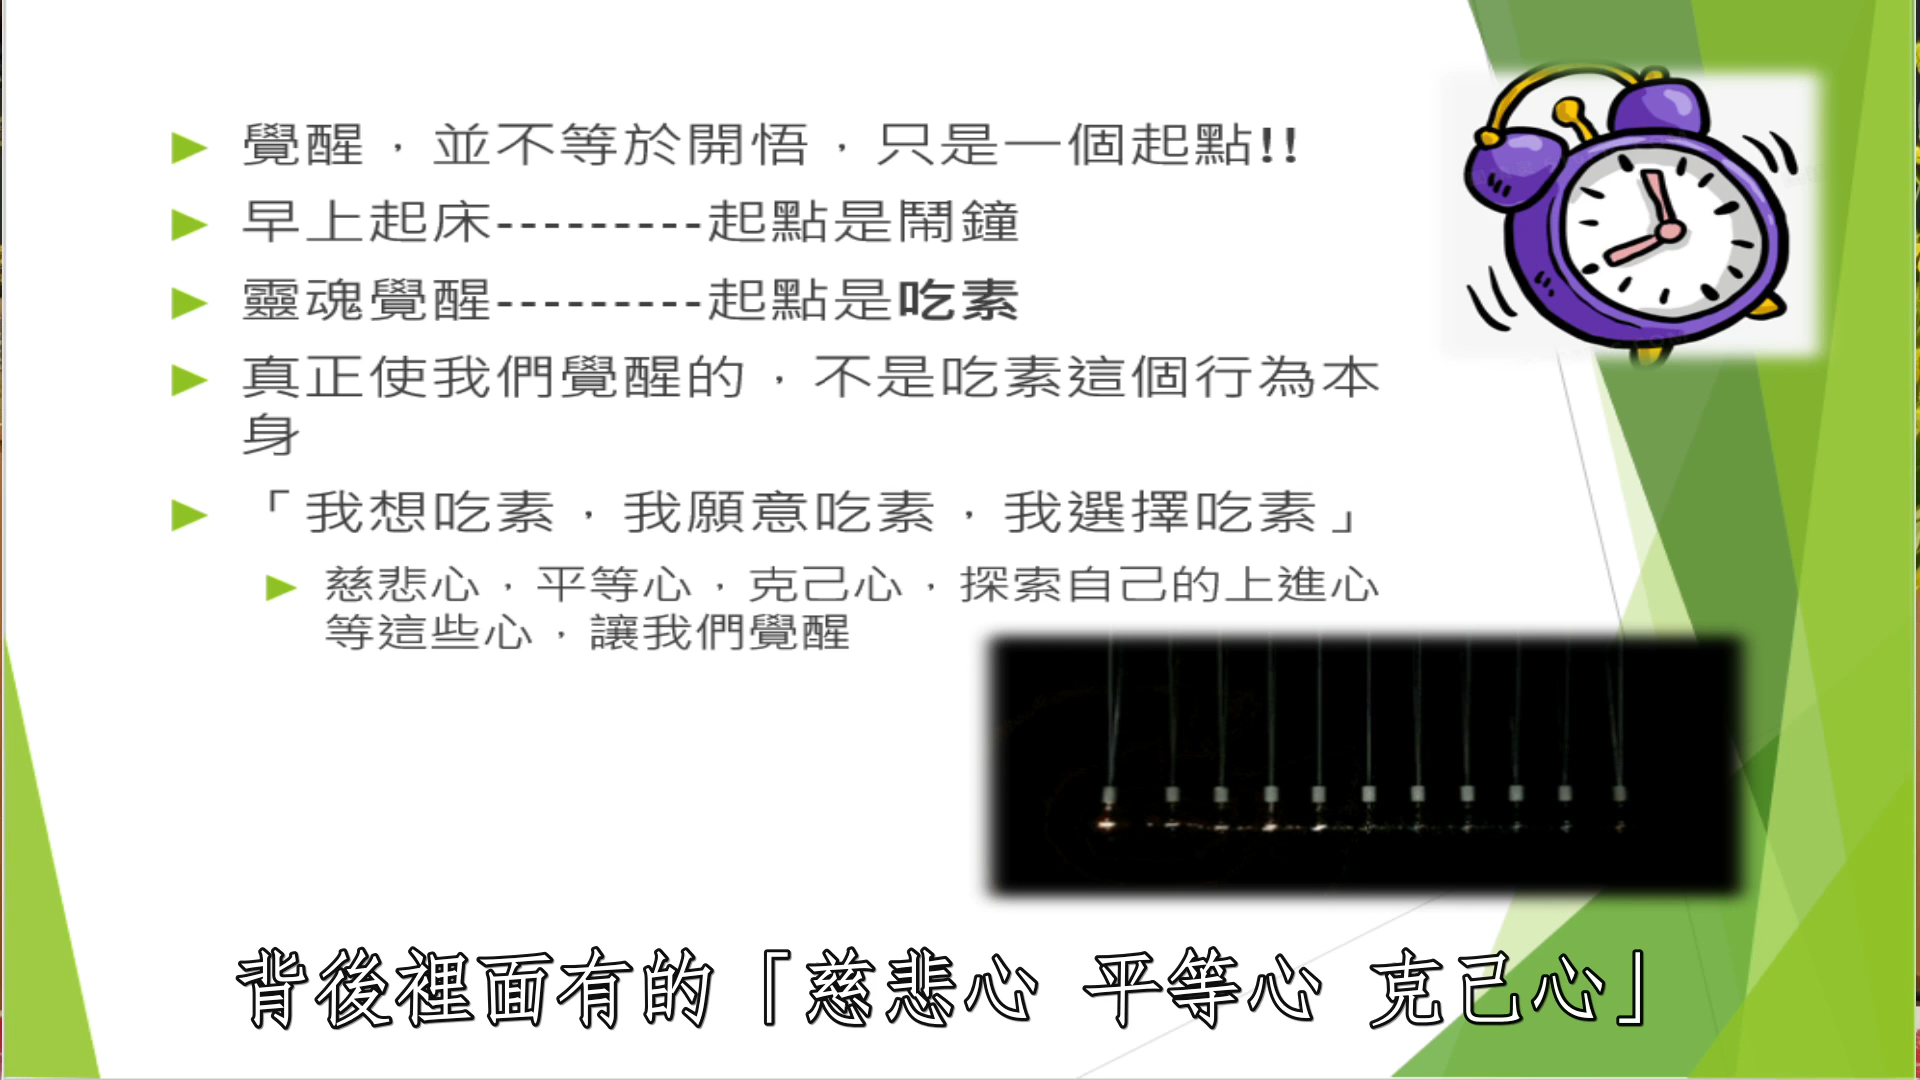 覺醒，並不等於開悟，只是一個起點!!
早上起床---------起點是鬧鐘
靈魂覺醒---------起點是吃素
真正使我們覺醒的，不是吃素這個行為本
身
「我想吃素，我願意吃素，我選擇吃素」
慈悲心，平等心，克己心，探索自己的上進心
等這些心，讓我們覺醒
背後裡面有的「慈悲心 平等心 克己心」